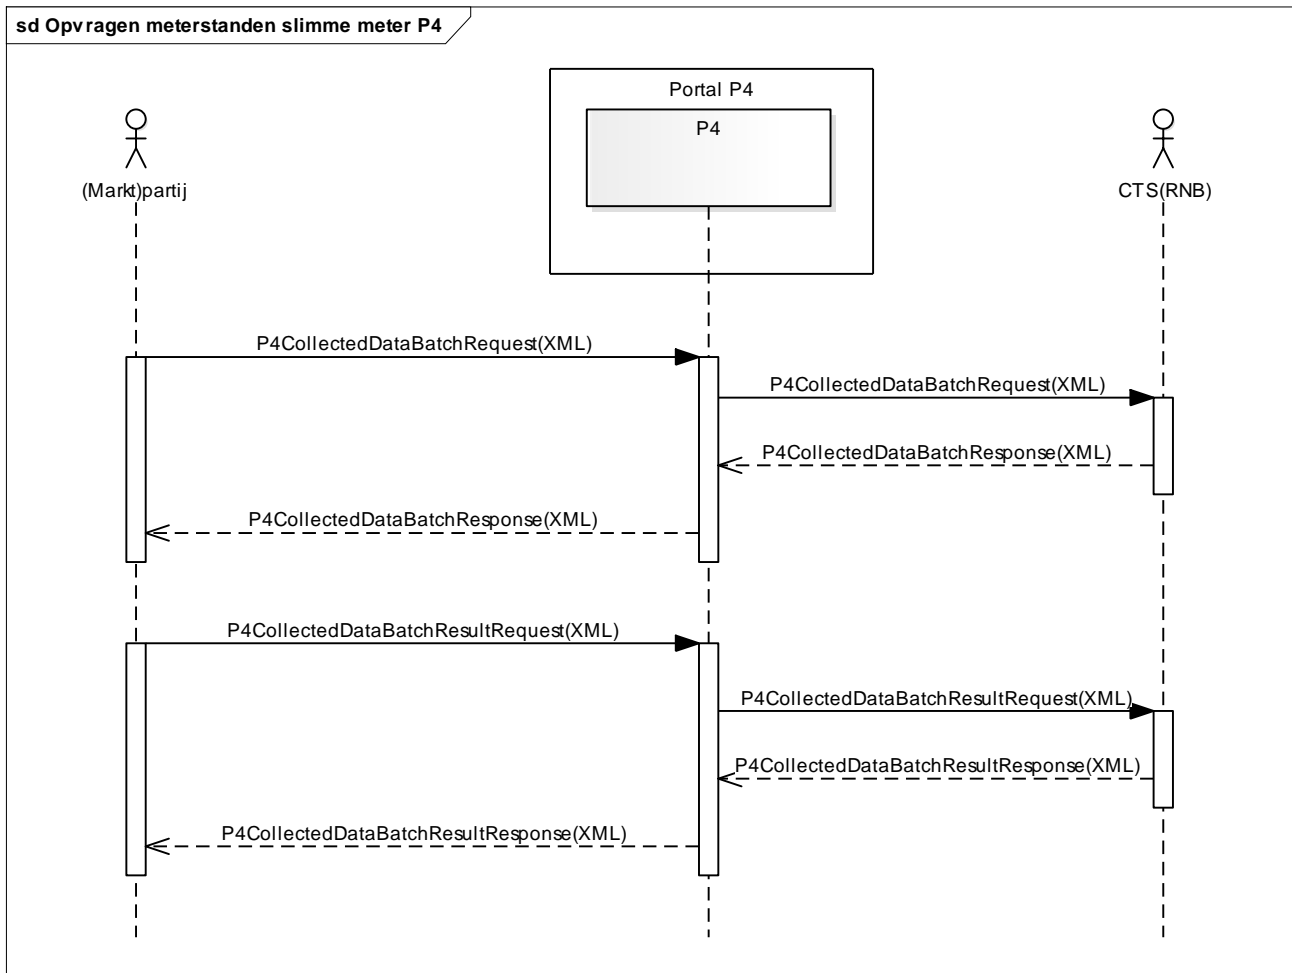 sd Opvragen meterstanden slimme meter P4
Portal P4
P4
(Markt)partij
CTS(RNB)
P4CollectedDataBatchRequest(XML)
P4CollectedDataBatchRequest(XML)
P4CollectedDataBatchResponse(XML)
P4CollectedDataBatchResponse(XML)
P4CollectedDataBatchResultRequest(XML)
P4CollectedDataBatchResultRequest(XML)
P4CollectedDataBatchResultResponse(XML)
P4CollectedDataBatchResultResponse(XML)